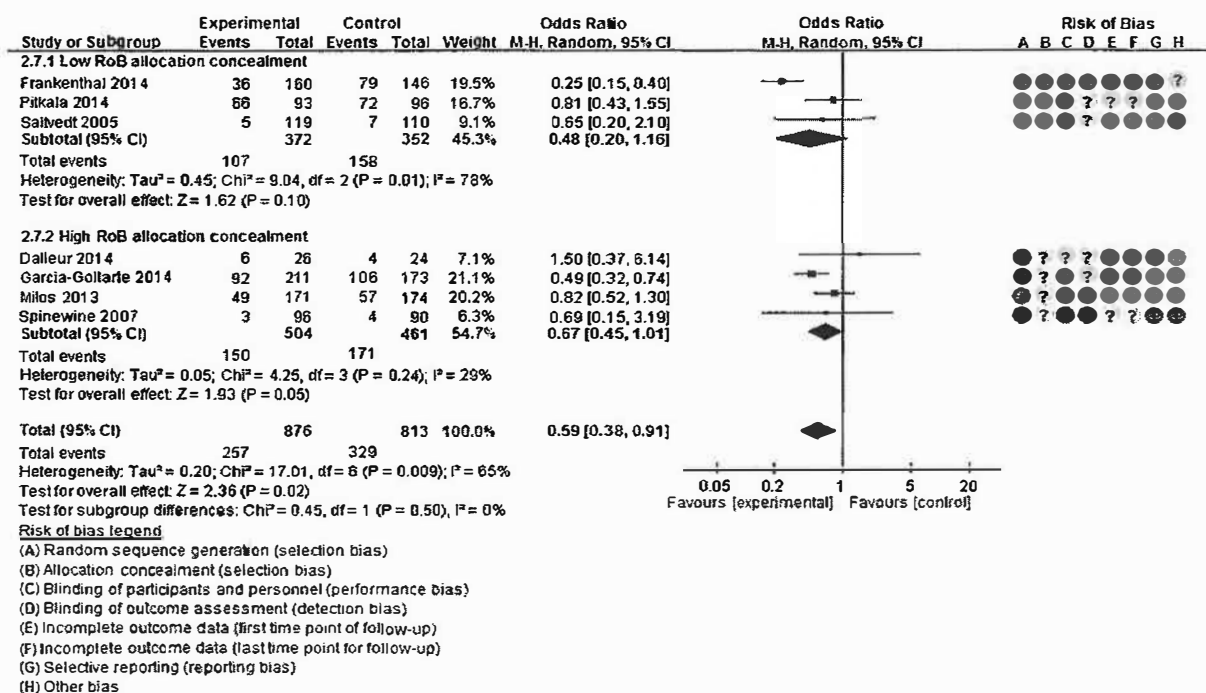 Experimental Control Odds Ratio Odds Ratio Risk of Bias
Study or Subgroup Events Total Events Total Weight M-H, Random, 95% CI M-H, Random, 95% CI A B C D E F G H
2.7.1 Low RoB allocation concealment
Frankenthal 2014 36 160 79 146 19.5% 0.25 [0.15, 0.40] ?
Pitkala 2014 66 93 72 96 16.7% 0.81 [0.43, 1.55] ? ? ?
Saltvedt 2005 5 119 7 110 9.1% 0.65 [0.20, 2.10] ?
Subtotal (95% CI) 372 352 45.3% 0.48 [0.20, 1.16]
Total events 107 158
Heterogeneity: Tau² = 0.45; Chi² = 9.04, df = 2 (P = 0.01); I² = 78%
Test for overall effect: Z = 1.62 (P = 0.10)
2.7.2 High RoB allocation concealment
Dalleur 2014 6 26 4 24 7.1% 1.50 [0.37, 6.14] ? ? ?
Garcia-Gollarte 2014 92 211 106 173 21.1% 0.49 [0.32, 0.74] ? ?
Milos 2013 49 171 57 174 20.2% 0.82 [0.52, 1.30] ?
Spinewine 2007 3 96 4 90 6.3% 0.69 [0.15, 3.19] ? ? ?
Subtotal (95% CI) 504 461 54.7% 0.67 [0.45, 1.01]
Total events 150 171
Heterogeneity: Tau² = 0.05; Chi² = 4.25, df = 3 (P = 0.24); I² = 29%
Test for overall effect: Z = 1.93 (P = 0.05)
Total (95% CI) 876 813 100.0% 0.59 [0.38, 0.91]
Total events 257 329
Heterogeneity: Tau² = 0.20; Chi² = 17.01, df = 6 (P = 0.009); I² = 65%
Test for overall effect: Z = 2.36 (P = 0.02)
Test for subgroup differences: Chi² = 0.45, df = 1 (P = 0.50), I² = 0%
0.05 0.2 1 5 20
Favours [experimental] Favours [control]
Risk of bias legend
(A) Random sequence generation (selection bias)
(B) Allocation concealment (selection bias)
(C) Blinding of participants and personnel (performance bias)
(D) Blinding of outcome assessment (detection bias)
(E) Incomplete outcome data (first time point of follow-up)
(F) Incomplete outcome data (last time point for follow-up)
(G) Selective reporting (reporting bias)
(H) Other bias